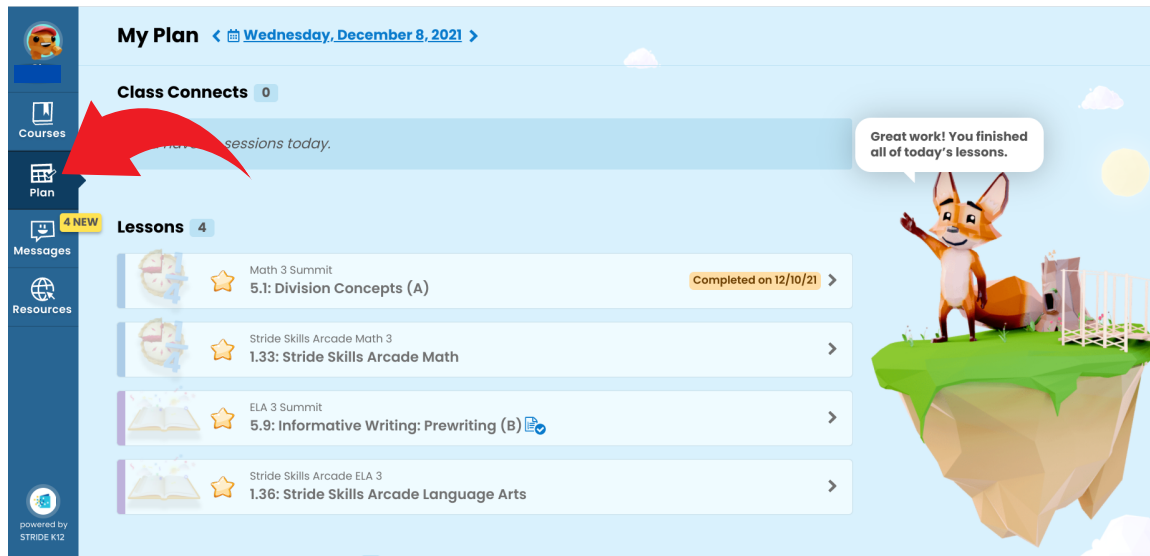 My Plan
Wednesday, December 8, 2021
Class Connects 0
sessions today.
Great work! You finished
all of today's lessons.
Courses
Plan
4 NEW
Messages
Resources
Lessons 4
Math 3 Summit
5.1: Division Concepts (A)
Completed on 12/10/21
Stride Skills Arcade Math 3
1.33: Stride Skills Arcade Math
ELA 3 Summit
5.9: Informative Writing: Prewriting (B)
Stride Skills Arcade ELA 3
1.36: Stride Skills Arcade Language Arts
powered by
STRIDE K12